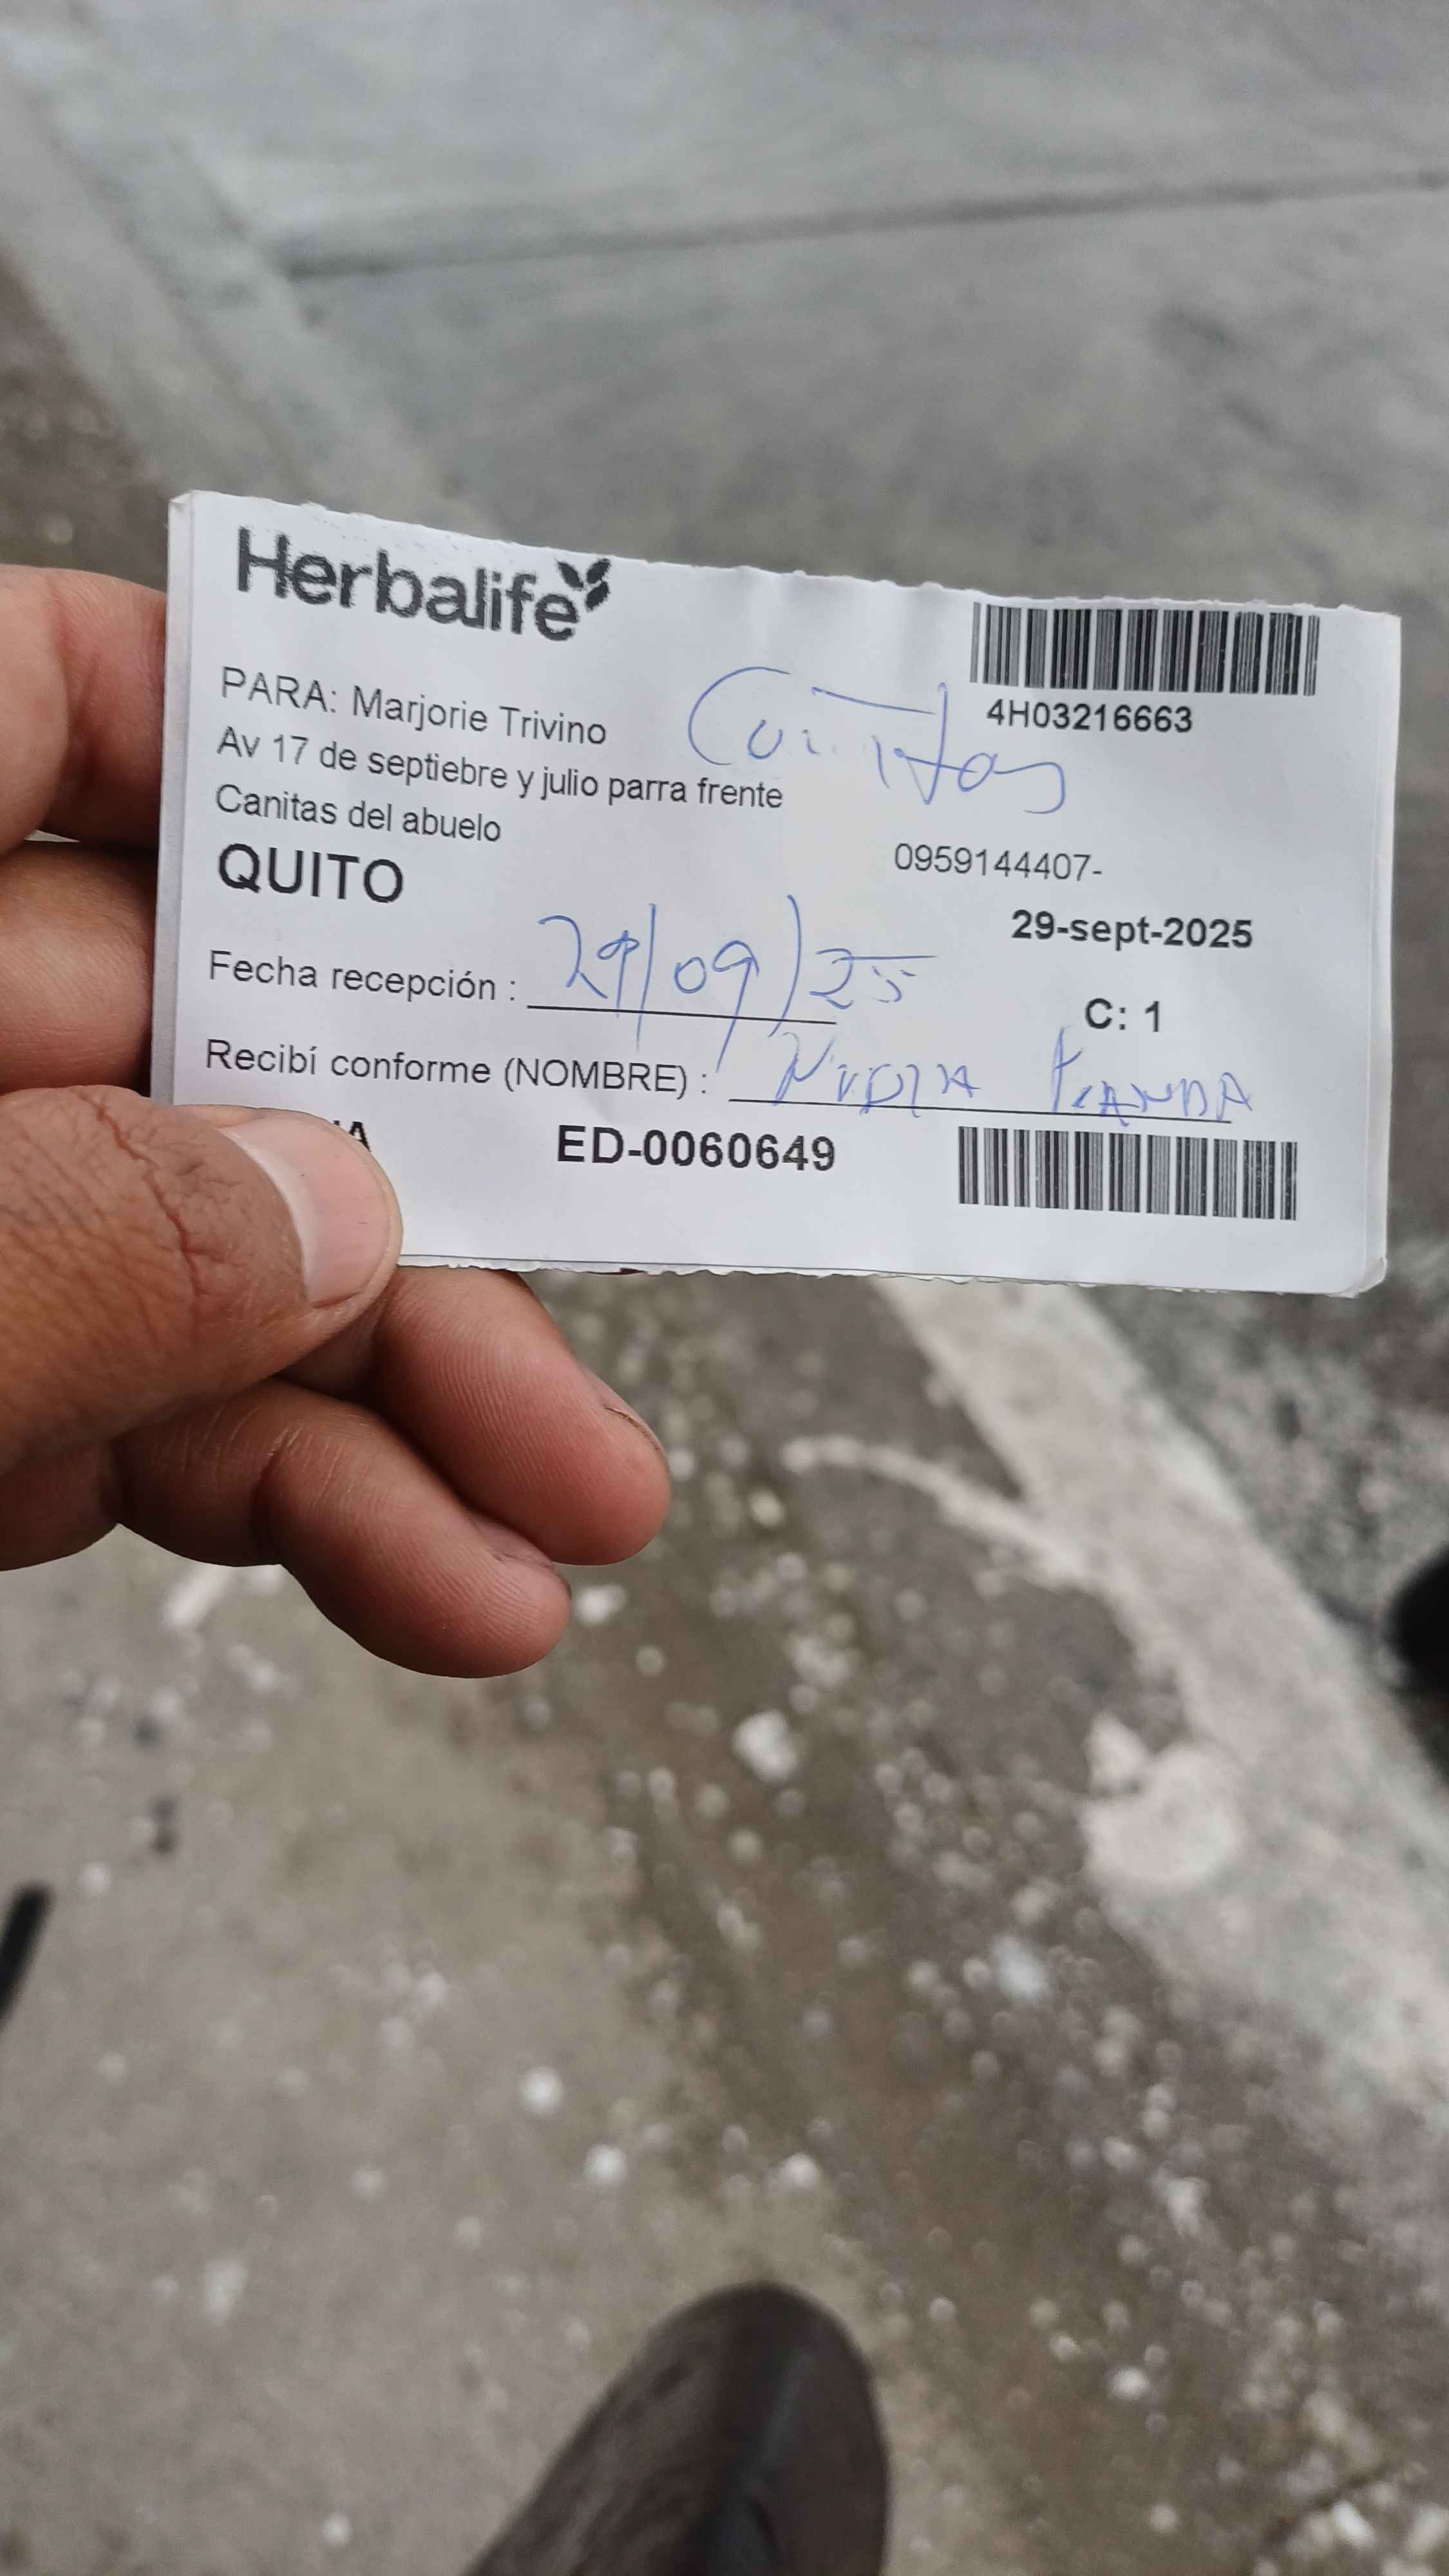 Herbalife
4H03216663
PARA: Marjorie Trivino
Av 17 de septiebre y julio parra frente
Canitas del abuelo
0959144407-
QUITO
29-sept-2025
Fecha recepción : 29/09/25
C: 1
Recibí conforme (NOMBRE) :
ED-0060649